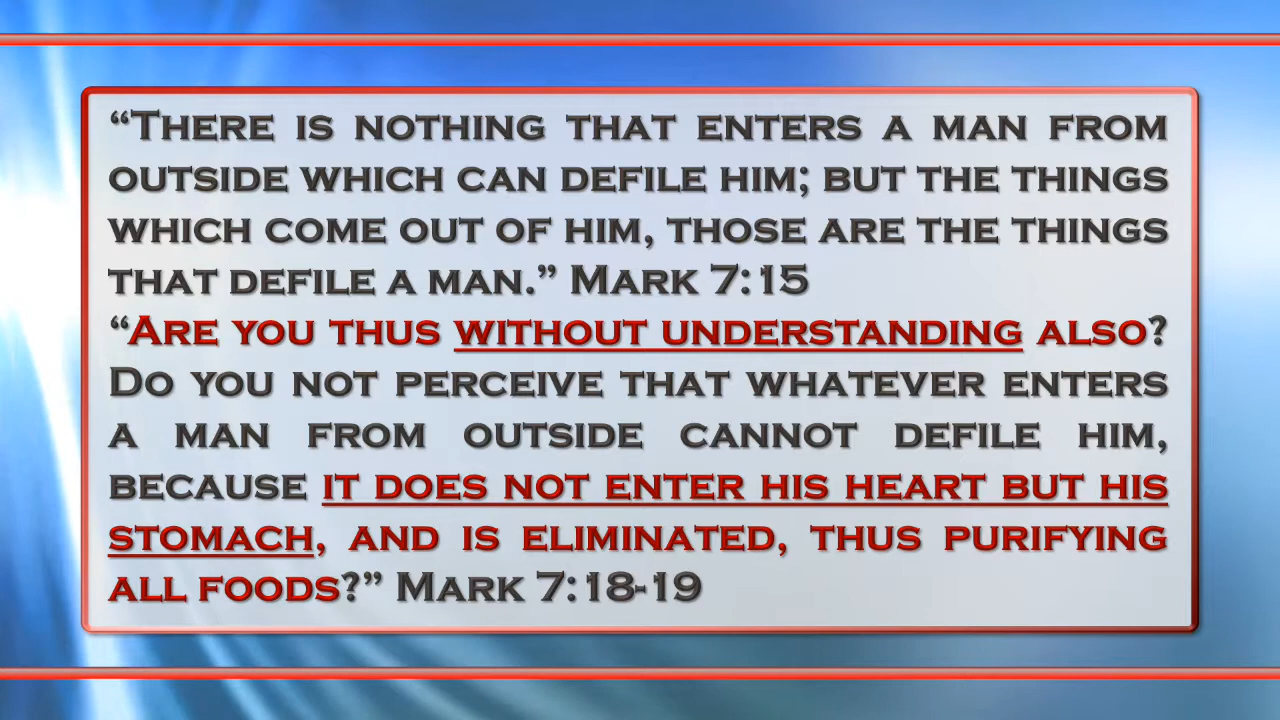 “There is nothing that enters a man from
outside which can defile him; but the things
which come out of him, those are the things
that defile a man.” Mark 7:15
“Are you thus without understanding also?
Do you not perceive that whatever enters
a man from outside cannot defile him,
because it does not enter his heart but his
stomach, and is eliminated, thus purifying
all foods?” Mark 7:18-19